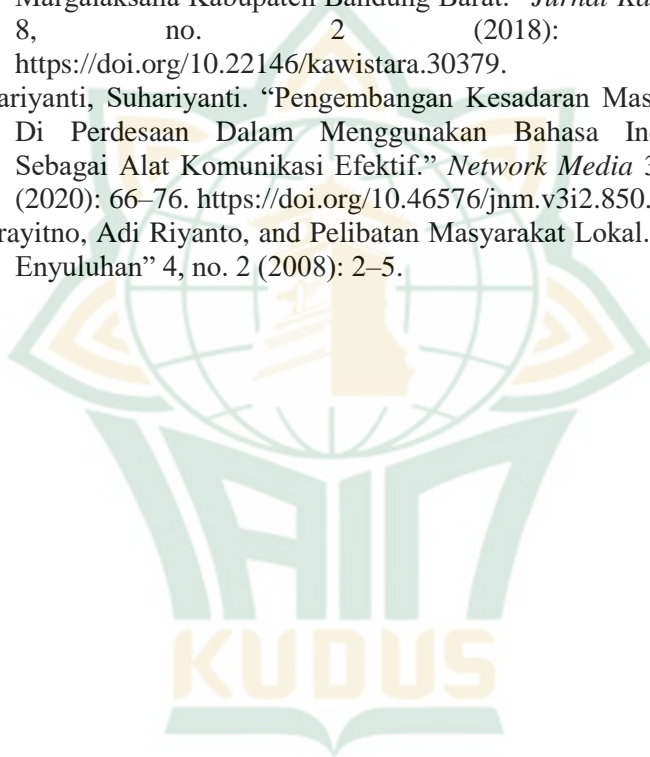 Margalaksana Kabupaten Bandung Barat." Jurnal
8, no. 2 (2018):
https://doi.org/10.22146/kawistara.30379.
ariyanti, Suhariyanti. “Pengembangan Kesadaran
Di Perdesaan Dalam Menggunakan Bahasa
Sebagai Alat Komunikasi Efektif.” Network Media 3
(2020): 66–76. https://doi.org/10.46576/jnm.v3i2.850.
rayitno, Adi Riyanto, and Pelibatan Masyarakat Lokal.
Enyuluhan” 4, no. 2 (2008): 2–5.
IAIN
KUDUS